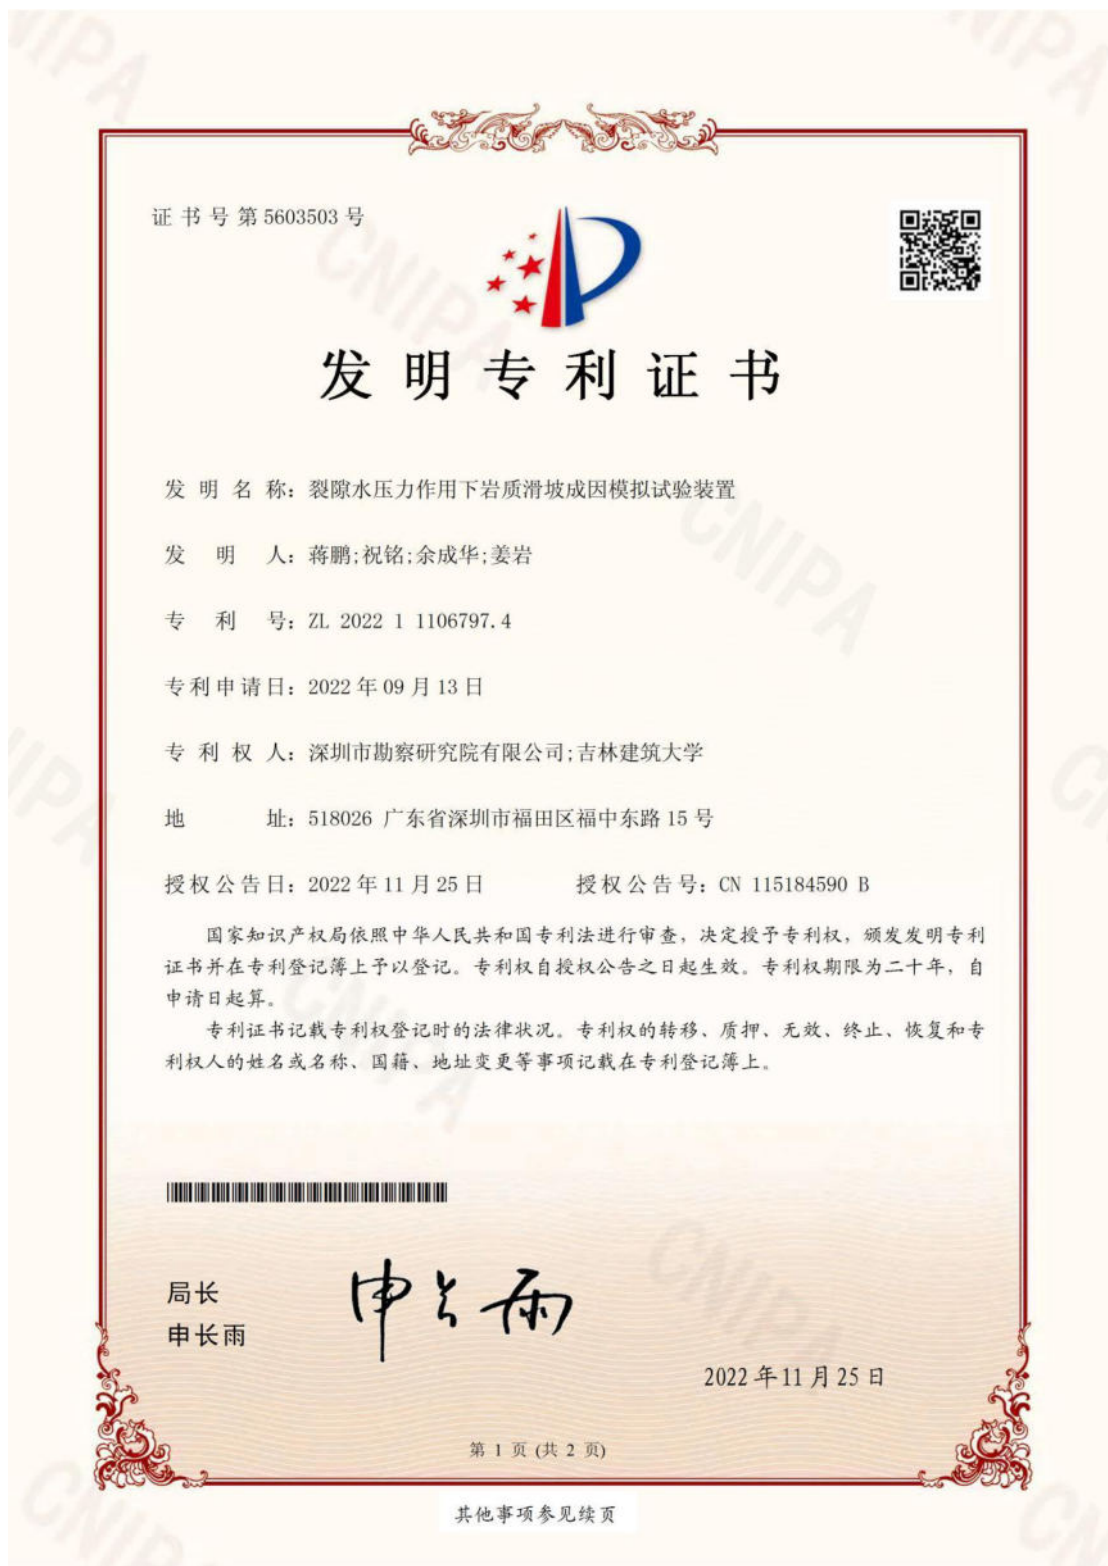 证书号第5603503号
发明专利证书
发明名称：裂隙水压力作用下岩质滑坡成因模拟试验装置
发明人：蒋鹏;祝铭;余成华;姜岩
专利号：ZL 2022 1 1106797.4
专利申请日：2022年09月13日
专利权人：深圳市勘察研究院有限公司;吉林建筑大学
地址：518026 广东省深圳市福田区福中东路15号
授权公告日：2022年11月25日 授权公告号：CN 115184590 B
国家知识产权局依照中华人民共和国专利法进行审查，决定授予专利权，颁发发明专利
证书并在专利登记簿上予以登记。专利权自授权公告之日起生效。专利权期限为二十年，自
申请日起算。
专利证书记载专利权登记时的法律状况。专利权的转移、质押、无效、终止、恢复和专
利权人的姓名或名称、国籍、地址变更等事项记载在专利登记簿上。
局长
申长雨
申长雨
2022年11月25日
第 1 页 (共 2 页)
其他事项参见续页
CNIPA
CNIPA
CNIPA
CNIPA